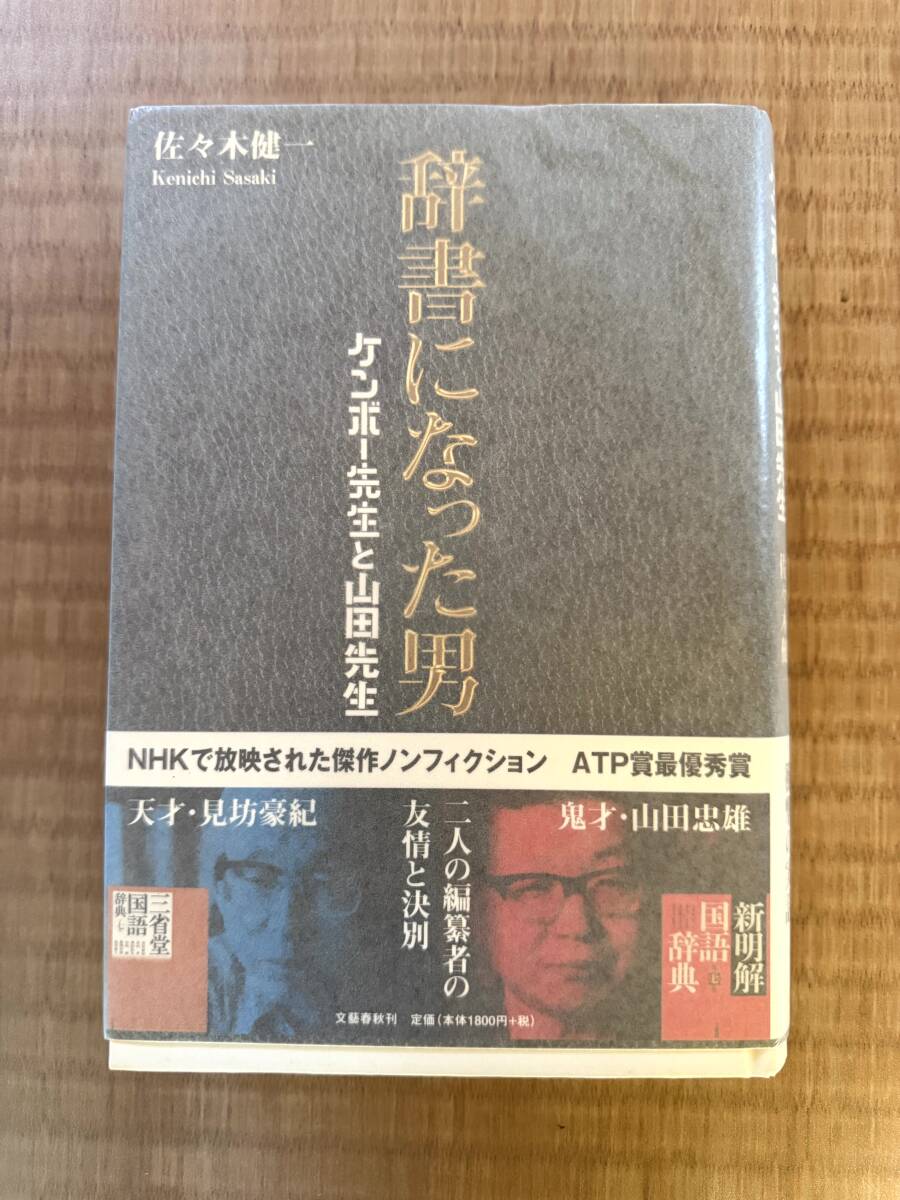 佐々木健一
Kenichi Sasaki
辞書になった男
ケンボー先生と山田先生
NHKで放映された傑作ノンフィクション　ATP賞最優秀賞
天才・見坊豪紀
二人の編纂者の
友情と決別
鬼才・山田忠雄
三省堂
国語
辞典
新明解
国語
辞典
文藝春秋刊　定価（本体1800円+税）